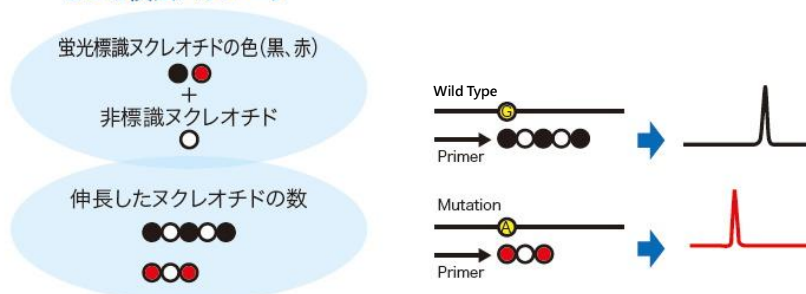 蛍光標識ヌクレオチドの色(黒、赤)
+
非標識ヌクレオチド
伸長したヌクレオチドの数
Wild Type
G
Primer
Mutation
A
Primer